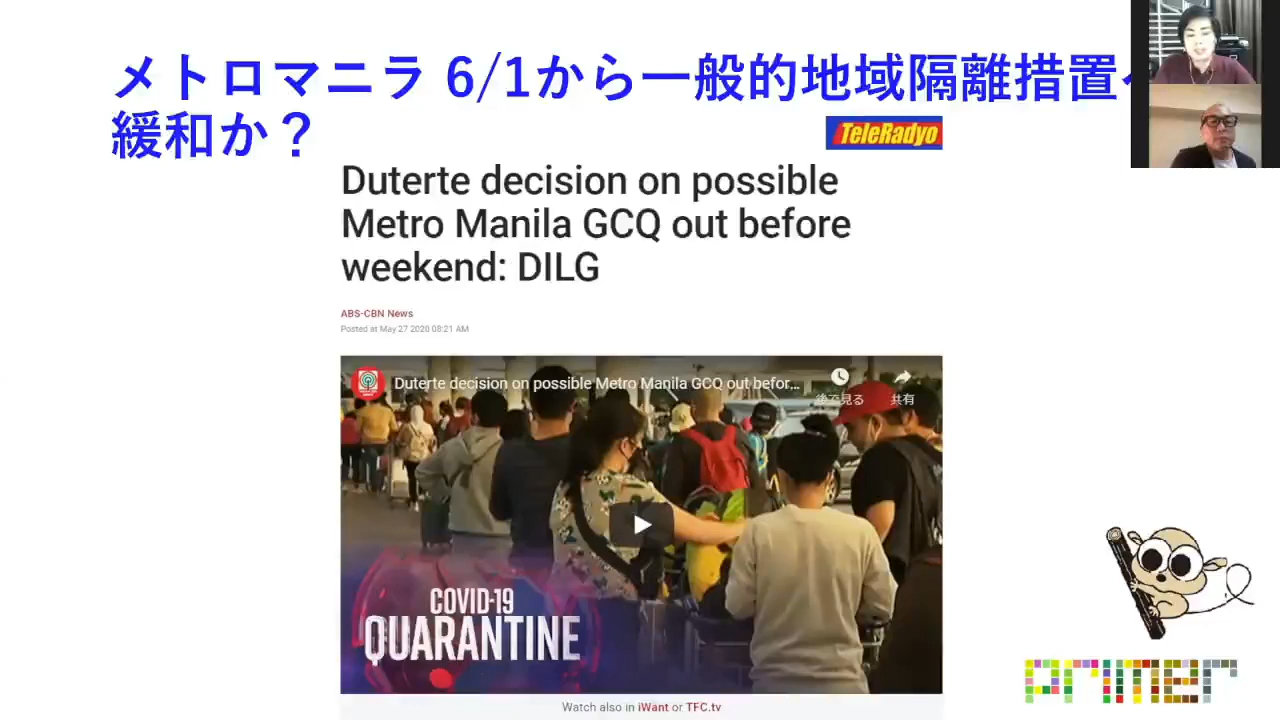 メトロマニラ 6/1から一般的地域隔離措置へ
緩和か？
TeleRadyo
Duterte decision on possible
Metro Manila GCQ out before
weekend: DILG
ABS-CBN News
Posted at May 27 2020 08:21 AM
Duterte decision on possible Metro Manila GCQ out befor...
後で見る
共有
COVID-19
QUARANTINE
Watch also in iWant or TFC.tv
primer